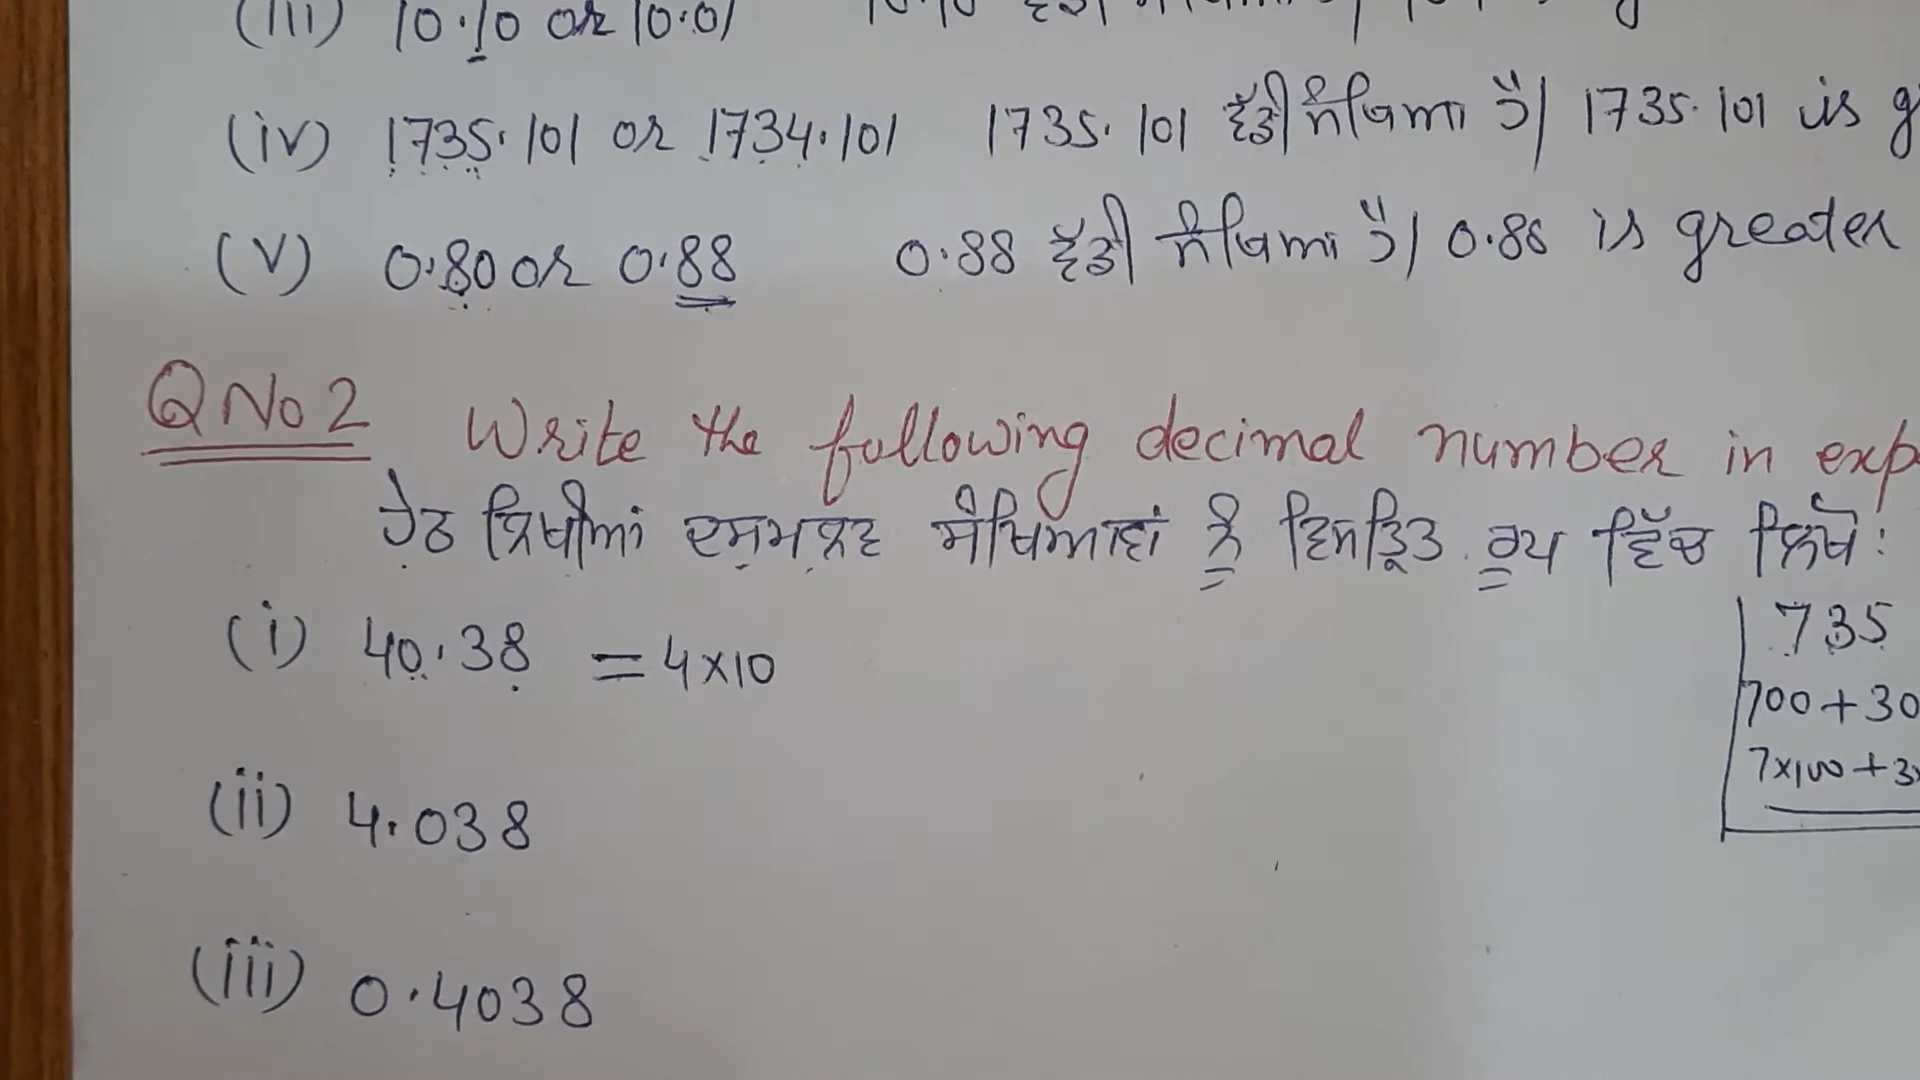 (iii) 10.10 or 10.01
(iv) 1735.101 or 1734.101 1735.101 ਵੱਡੀ ਸੰਖਿਆ ਹੈ| 1735.101 is
(v) 0.80 or 0.88 0.88 ਵੱਡੀ ਸੰਖਿਆ ਹੈ| 0.88 is greater
Q No 2 Write the following decimal number in exp
ਹੇਠ ਲਿਖੀਆਂ ਦਸ਼ਮਲਵ ਸੰਖਿਆਵਾਂ ਨੂੰ ਵਿਸਤ੍ਰਿਤ ਰੂਪ ਵਿੱਚ ਲਿਖੋ:
(i) 40.38 = 4×10
735
700+30
7×100+3×
(ii) 4.038
(iii) 0.4038